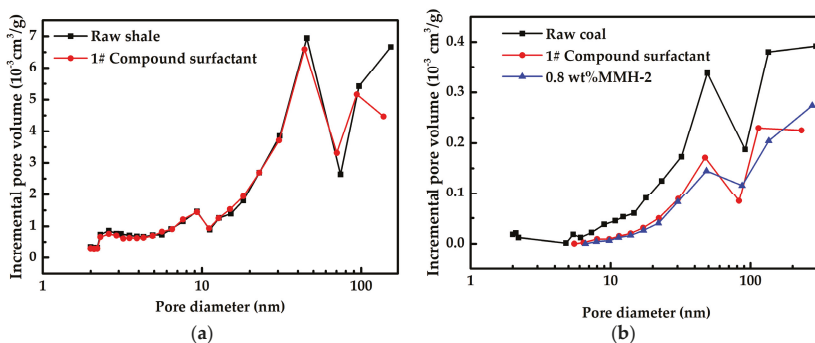 Raw shale
1# Compound surfactant
Incremental pore volume (10⁻³ cm³/g)
7
6
5
4
3
2
1
0
1
10
100
Pore diameter (nm)
(a)
Raw coal
1# Compound surfactant
0.8 wt%MMH-2
Incremental pore volume (10⁻³ cm³/g)
0.4
0.3
0.2
0.1
0.0
1
10
100
Pore diameter (nm)
(b)